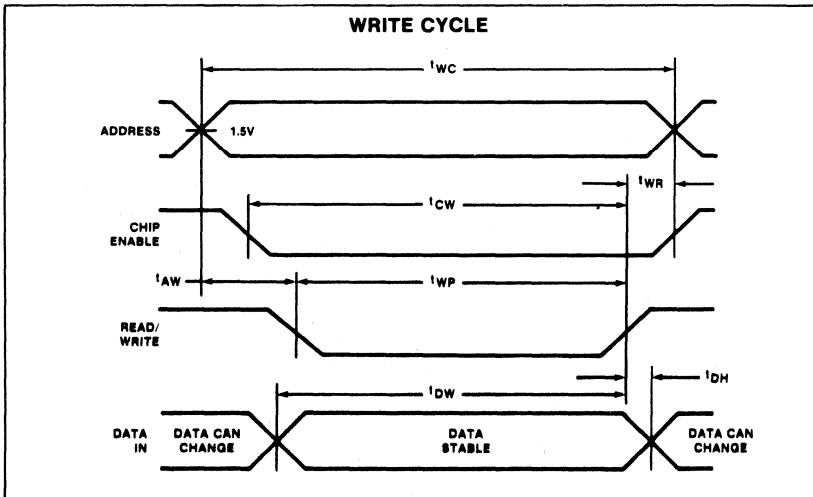 WRITE CYCLE
tWC
ADDRESS
1.5V
tWR
tCW
CHIP
ENABLE
tAW
tWP
READ/
WRITE
tDH
tDW
DATA
IN
DATA CAN
CHANGE
DATA
STABLE
DATA CAN
CHANGE